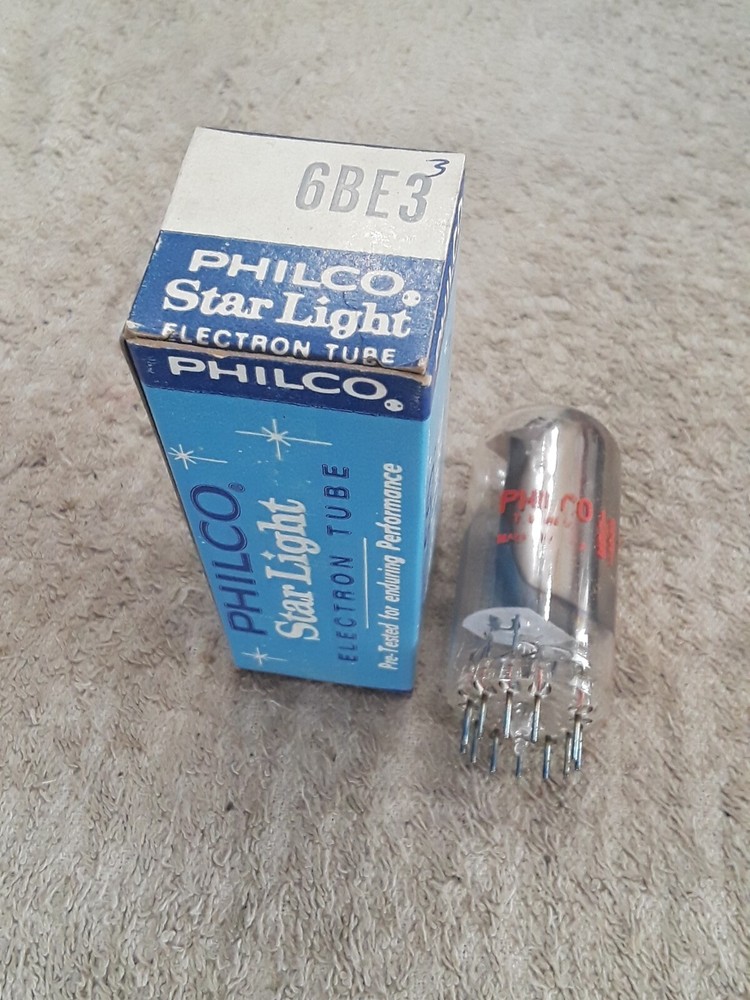 3
6BE3
PHILCO®
Star Light
ELECTRON TUBE
PHILCO®
PHILCO®
Star Light
ELECTRON TUBE
Pre-Tested for enduring Performance
PHILCO